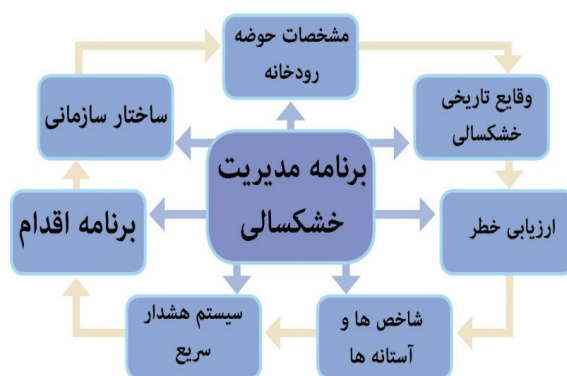 مشخصات حوضه
رودخانه
وقایع تاریخی
خشکسالی
ارزیابی خطر
شاخص ها و
آستانه ها
سیستم هشدار
سریع
برنامه اقدام
ساختار سازمانی
برنامه مدیریت
خشکسالی